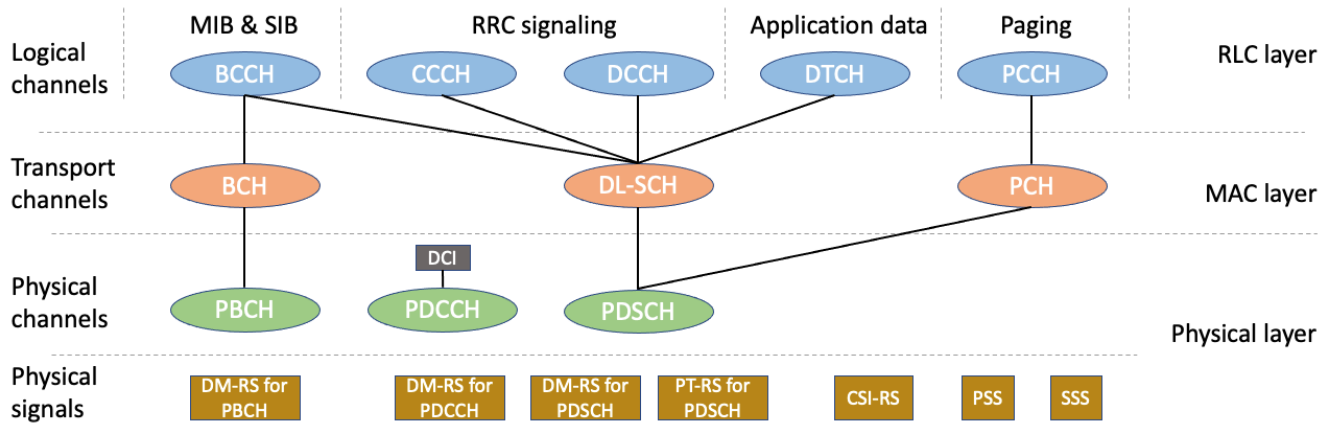 MIB & SIB
RRC signaling
Application data
Paging
Logical
channels
BCCH
CCCH
DCCH
DTCH
PCCH
RLC layer
Transport
channels
BCH
DL-SCH
PCH
MAC layer
DCI
Physical
channels
PBCH
PDCCH
PDSCH
Physical layer
Physical
signals
DM-RS for
PBCH
DM-RS for
PDCCH
DM-RS for
PDSCH
PT-RS for
PDSCH
CSI-RS
PSS
SSS